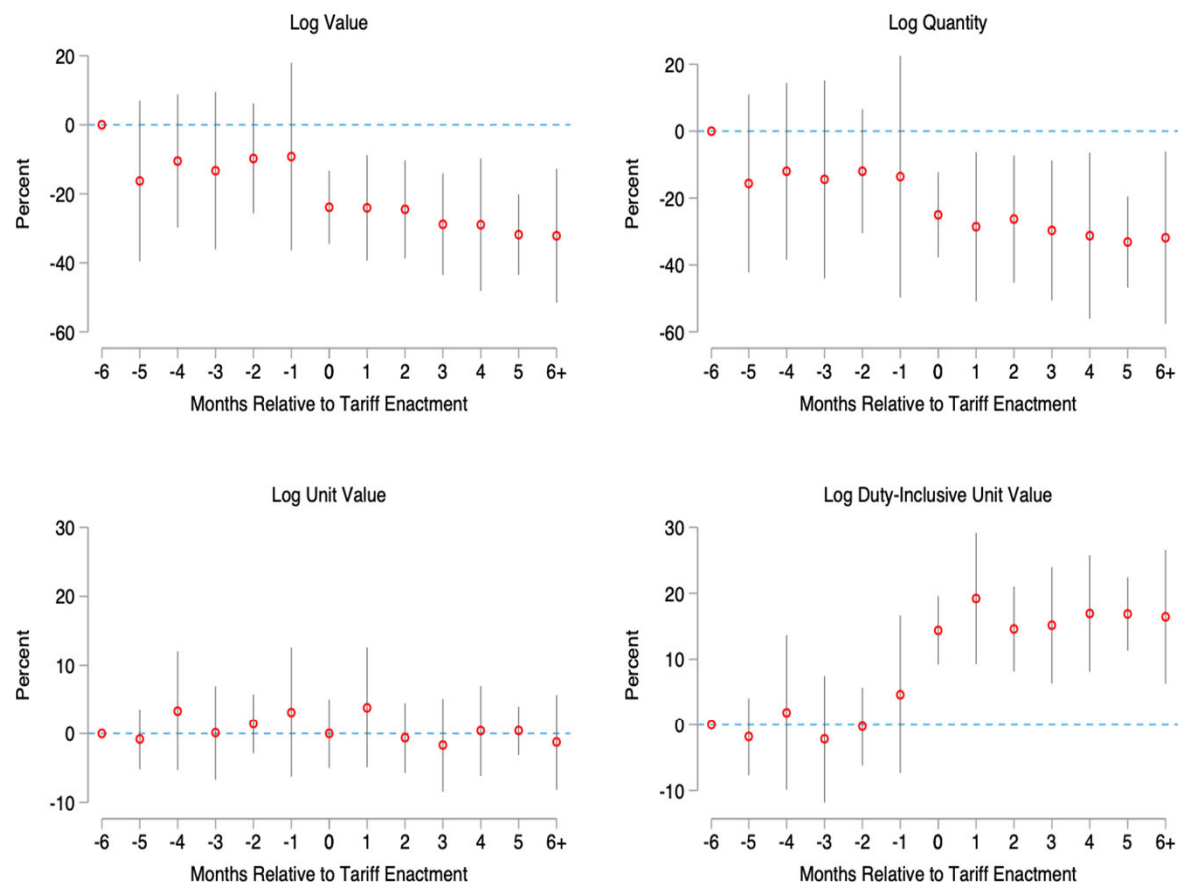 Log Value
20
0
-20
-40
-60
Percent
-6 -5 -4 -3 -2 -1 0 1 2 3 4 5 6+
Months Relative to Tariff Enactment
Log Quantity
20
0
-20
-40
-60
Percent
-6 -5 -4 -3 -2 -1 0 1 2 3 4 5 6+
Months Relative to Tariff Enactment
Log Unit Value
30
20
10
0
-10
Percent
-6 -5 -4 -3 -2 -1 0 1 2 3 4 5 6+
Months Relative to Tariff Enactment
Log Duty-Inclusive Unit Value
30
20
10
0
-10
Percent
-6 -5 -4 -3 -2 -1 0 1 2 3 4 5 6+
Months Relative to Tariff Enactment